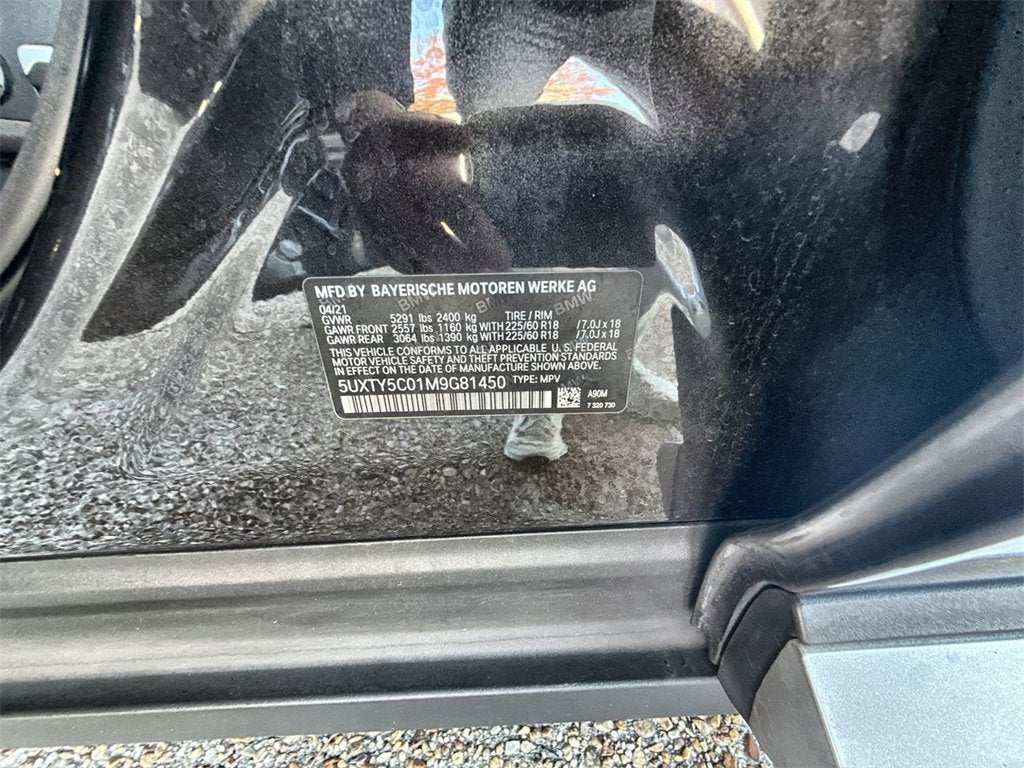 MFD BY BAYERISCHE MOTOREN WERKE AG
04/21
GVWR 5291 lbs 2400 kg TIRE / RIM
GAWR FRONT 2557 lbs 1160 kg WITH 225/60 R18 /7.0J x 18
GAWR REAR 3064 lbs 1390 kg WITH 225/60 R18 /7.0J x 18
THIS VEHICLE CONFORMS TO ALL APPLICABLE U.S. FEDERAL
MOTOR VEHICLE SAFETY AND THEFT PREVENTION STANDARDS
IN EFFECT ON THE DATE OF MANUFACTURE SHOWN ABOVE.
5UXTY5C01M9G81450 TYPE: MPV
A90M
7 320 730
BMW
BMW
BMW